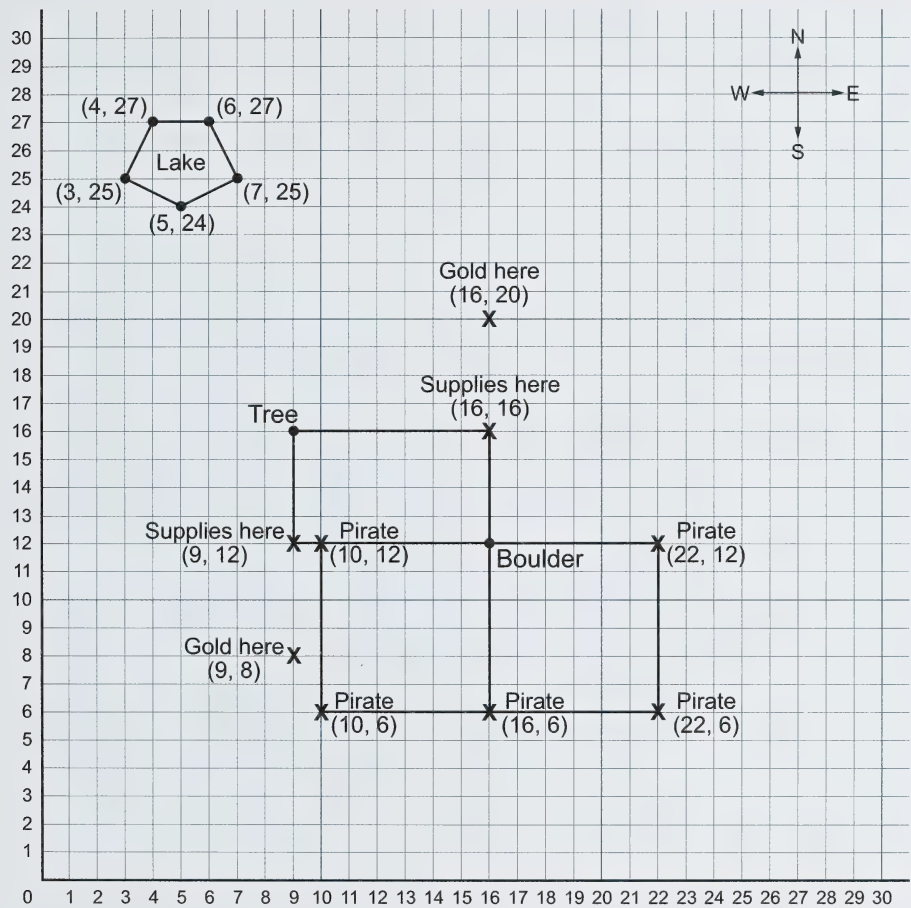 30
N
29
28
W E
(4, 27) (6, 27)
27
26
Lake
S
25
(3, 25) (7, 25)
24
(5, 24)
23
22
Gold here
21
(16, 20)
20
19
18
Supplies here
17
(16, 16)
Tree
16
15
14
13
Supplies here Pirate Pirate
12
(9, 12) (10, 12) Boulder (22, 12)
11
10
9
Gold here
8
(9, 8)
7
Pirate Pirate Pirate
6
(10, 6) (16, 6) (22, 6)
5
4
3
2
1
0 1 2 3 4 5 6 7 8 9 10 11 12 13 14 15 16 17 18 19 20 21 22 23 24 25 26 27 28 29 30